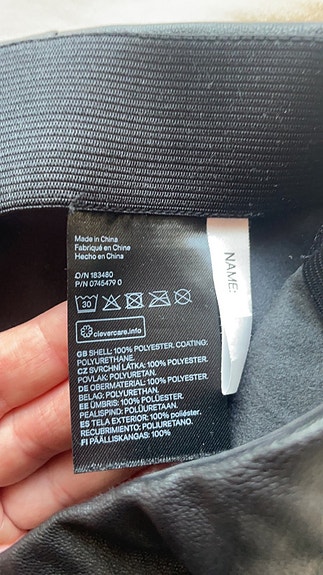 Made in China
Fabriqué en Chine
Hecho en China
O/N 183480
P/N 0745479 0
30
clevercare.info
GB SHELL: 100% POLYESTER. COATING:
POLYURETHANE.
CZ SVRCHNÍ LÁTKA: 100% POLYESTER.
POVLAK: POLYURETAN.
DE OBERMATERIAL: 100% POLYESTER.
BELAG: POLYURETHAN.
EE ÜMBRIS: 100% POLÜESTER.
PEALISPIND: POLÜURETAAN.
ES TELA EXTERIOR: 100% poliéster.
RECUBRIMIENTO: POLIURETANO.
FI PÄÄLLISKANGAS: 100%
NAME: